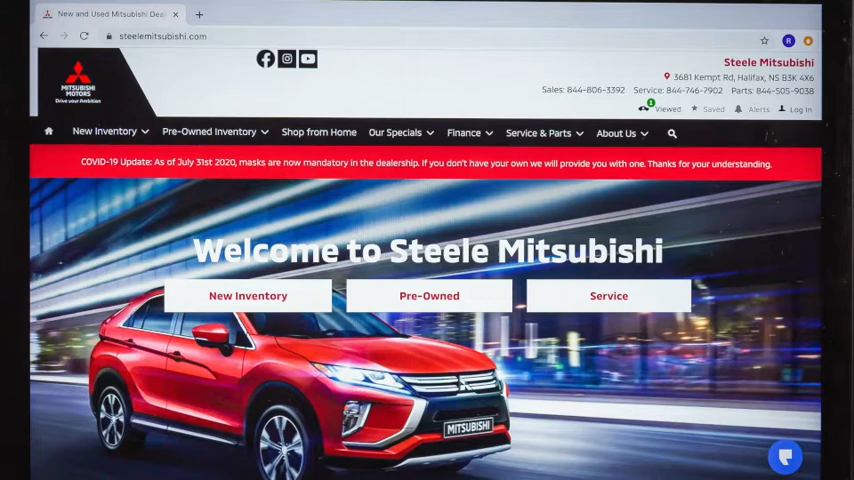 New and Used Mitsubishi Deal
steelemitsubishi.com
R
MITSUBISHI
MOTORS
Drive your Ambition
Steele Mitsubishi
3681 Kempt Rd, Halifax, NS B3K 4X6
Sales: 844-806-3392 Service: 844-746-7902 Parts: 844-505-9038
1
Viewed Saved Alerts Log In
New Inventory Pre-Owned Inventory Shop from Home Our Specials Finance Service & Parts About Us
COVID-19 Update: As of July 31st 2020, masks are now mandatory in the dealership. If you don't have your own we will provide you with one. Thanks for your understanding.
Welcome to Steele Mitsubishi
New Inventory Pre-Owned Service
MITSUBISHI